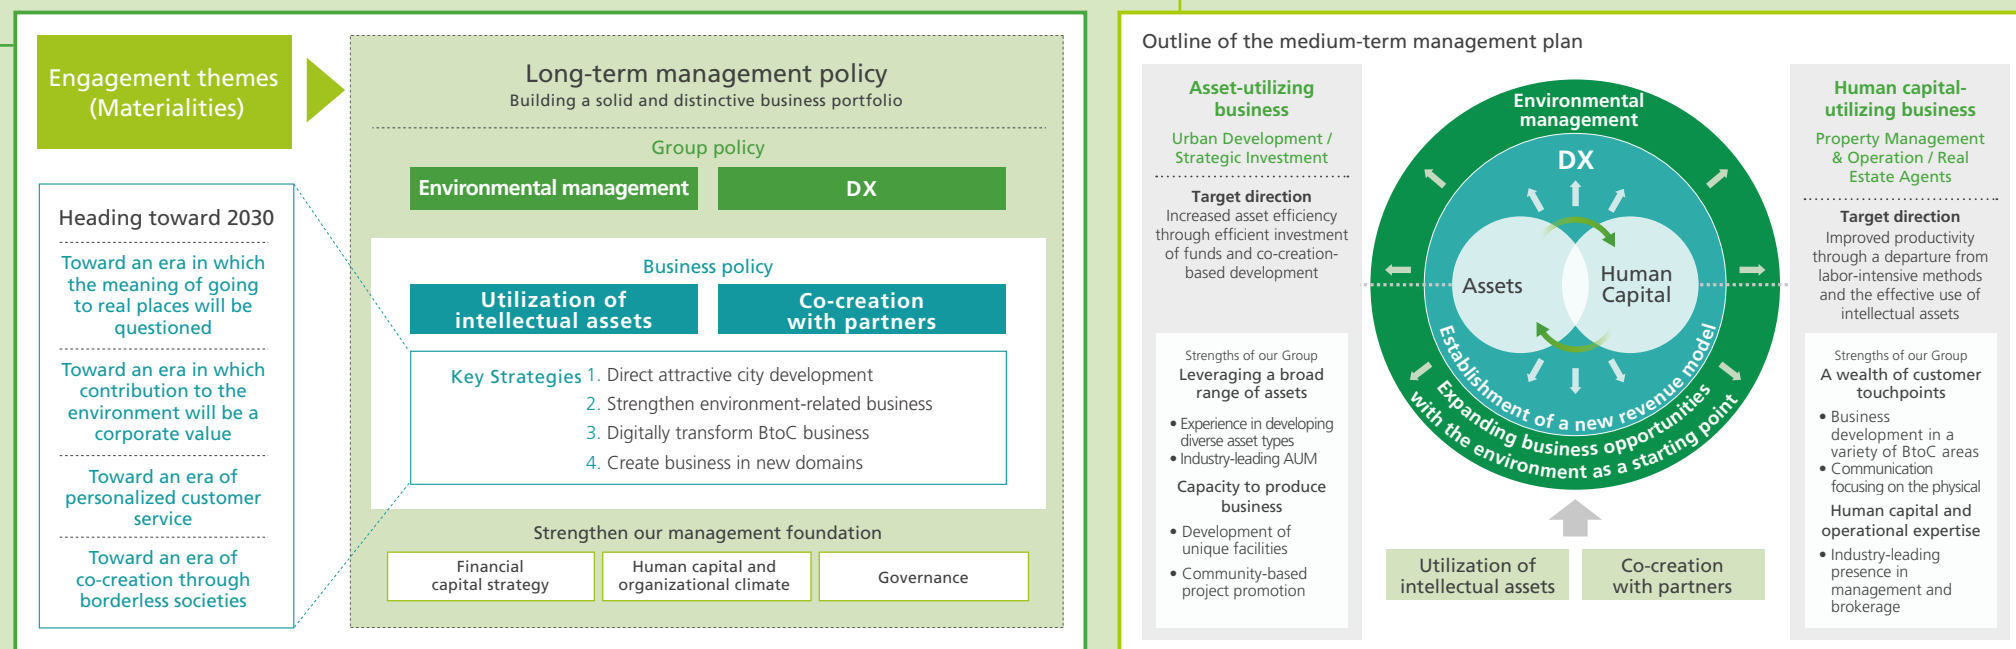 Engagement themes
(Materialities)
Heading toward 2030
Toward an era in which
the meaning of going
to real places will be
questioned
Toward an era in which
contribution to the
environment will be a
corporate value
Toward an era of
personalized customer
service
Toward an era of
co-creation through
borderless societies
Long-term management policy
Building a solid and distinctive business portfolio
Group policy
Environmental management
DX
Business policy
Utilization of
intellectual assets
Co-creation
with partners
Key Strategies 1. Direct attractive city development
2. Strengthen environment-related business
3. Digitally transform BtoC business
4. Create business in new domains
Strengthen our management foundation
Financial
capital strategy
Human capital and
organizational climate
Governance
Outline of the medium-term management plan
Asset-utilizing
business
Urban Development /
Strategic Investment
Target direction
Increased asset efficiency
through efficient investment
of funds and co-creation-
based development
Strengths of our Group
Leveraging a broad
range of assets
• Experience in developing
diverse asset types
• Industry-leading AUM
Capacity to produce
business
• Development of
unique facilities
• Community-based
project promotion
Environmental
management
DX
Assets
Human
Capital
Establishment of a new revenue model
Expanding business opportunities
with the environment as a starting point
Utilization of
intellectual assets
Co-creation
with partners
Human capital-
utilizing business
Property Management
& Operation / Real
Estate Agents
Target direction
Improved productivity
through a departure from
labor-intensive methods
and the effective use of
intellectual assets
Strengths of our Group
A wealth of customer
touchpoints
• Business
development in a
variety of BtoC areas
• Communication
focusing on the physical
Human capital and
operational expertise
• Industry-leading
presence in
management and
brokerage